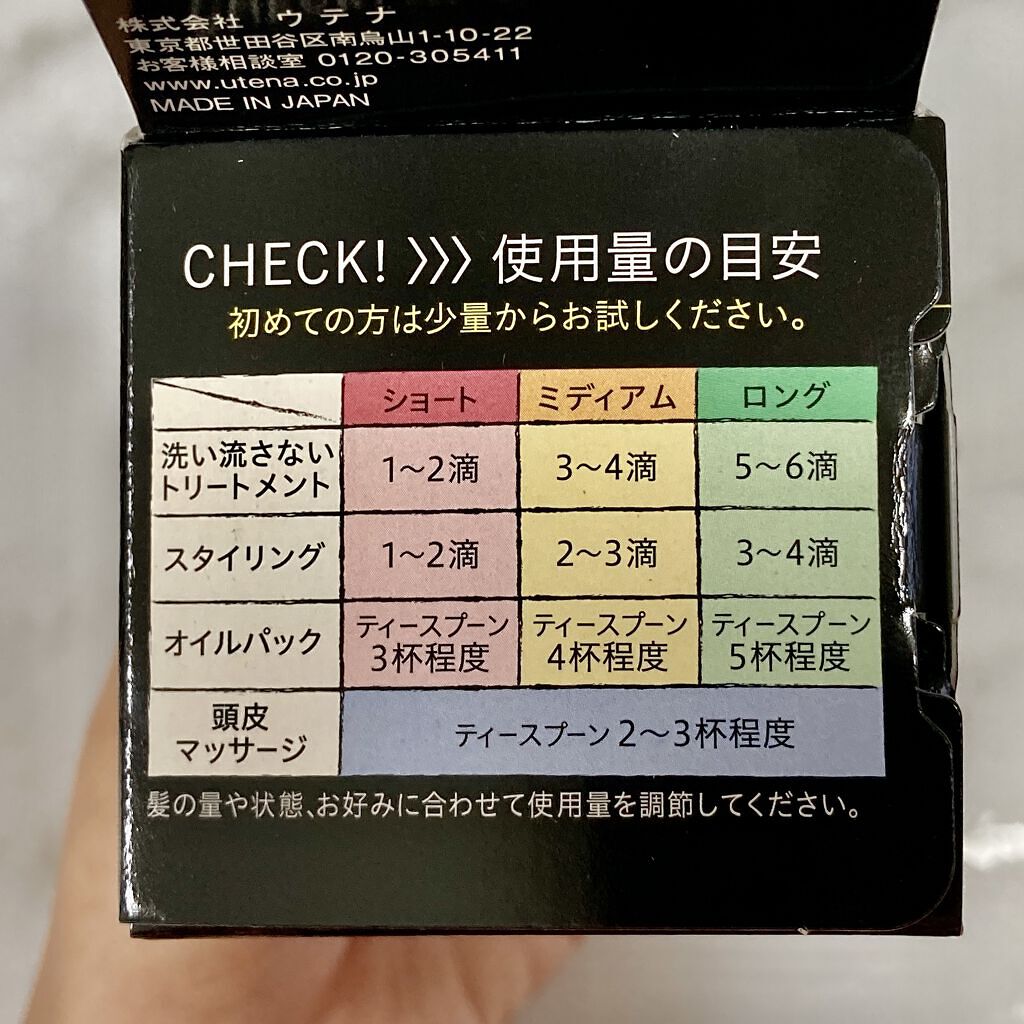 株式会社 ウテナ
東京都世田谷区南烏山1-10-22
お客様相談室 0120-305411
www.utena.co.jp
MADE IN JAPAN
CHECK! 》〉 使用量の目安
初めての方は少量からお試しください。
ショート ミディアム ロング
洗い流さない
トリートメント 1〜2滴 3〜4滴 5〜6滴
スタイリング 1〜2滴 2〜3滴 3〜4滴
オイルパック ティースプーン 3杯程度 ティースプーン 4杯程度 ティースプーン 5杯程度
頭皮
マッサージ ティースプーン 2〜3杯程度
髪の量や状態、お好みに合わせて使用量を調節してください。